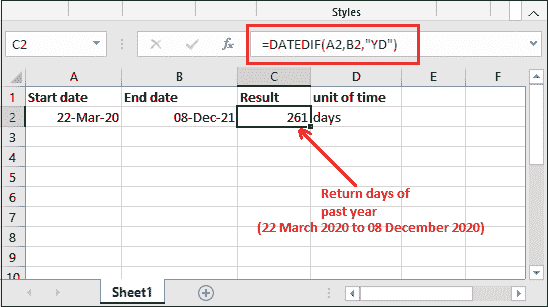 Styles
C2 fx =DATEDIF(A2,B2,"YD")
A B C D E F
1 Start date End date Result unit of time
2 22-Mar-20 08-Dec-21 261 days
3
4
5
6
7
8
9
10
Return days of
past year
(22 March 2020 to 08 December 2020)
Sheet1